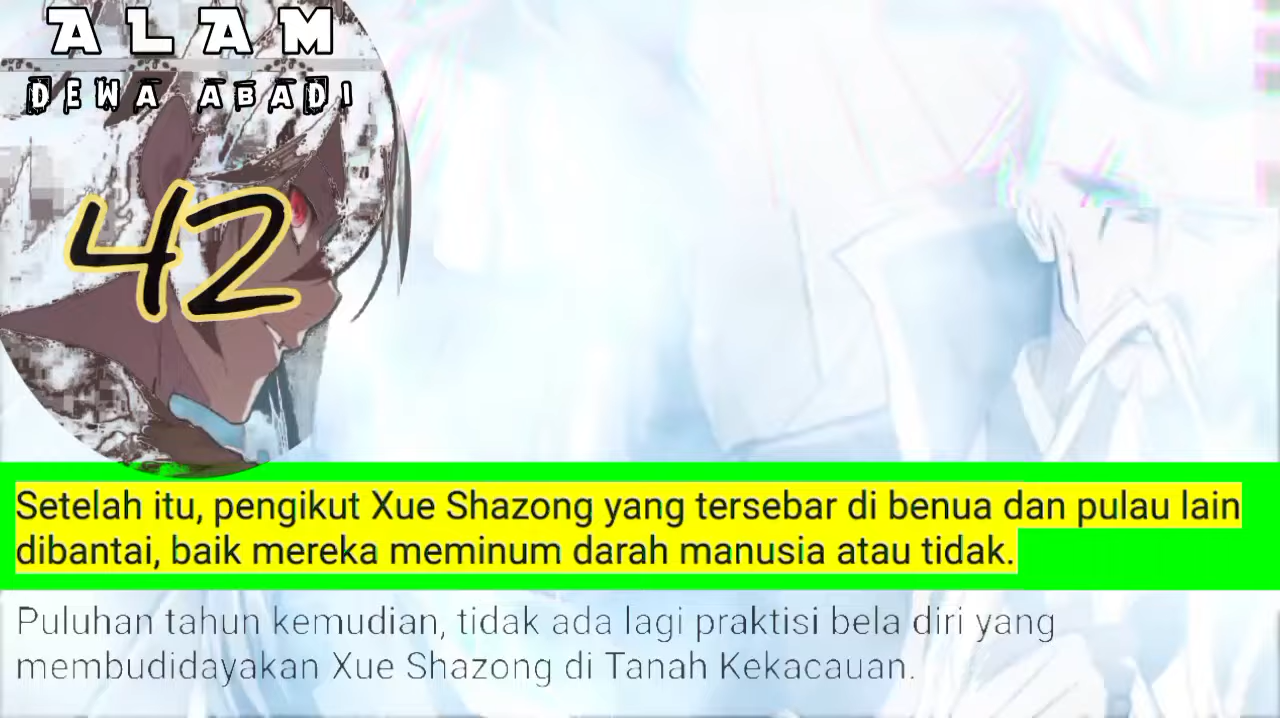 ALAM
DEWA ABADI
42
Setelah itu, pengikut Xue Shazong yang tersebar di benua dan pulau lain
dibantai, baik mereka meminum darah manusia atau tidak.
Puluhan tahun kemudian, tidak ada lagi praktisi bela diri yang
membudidayakan Xue Shazong di Tanah Kekacauan.